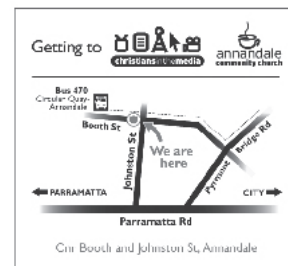 Getting to
christiansinthemedia
annandale
community church
Bus 470
Circular Quay-
Annandale
Booth St
Johnston St
We are
here
Pyrmont
Bridge Rd
PARRAMATTA
CITY
Parramatta Rd
Cnr Booth and Johnston St, Annandale